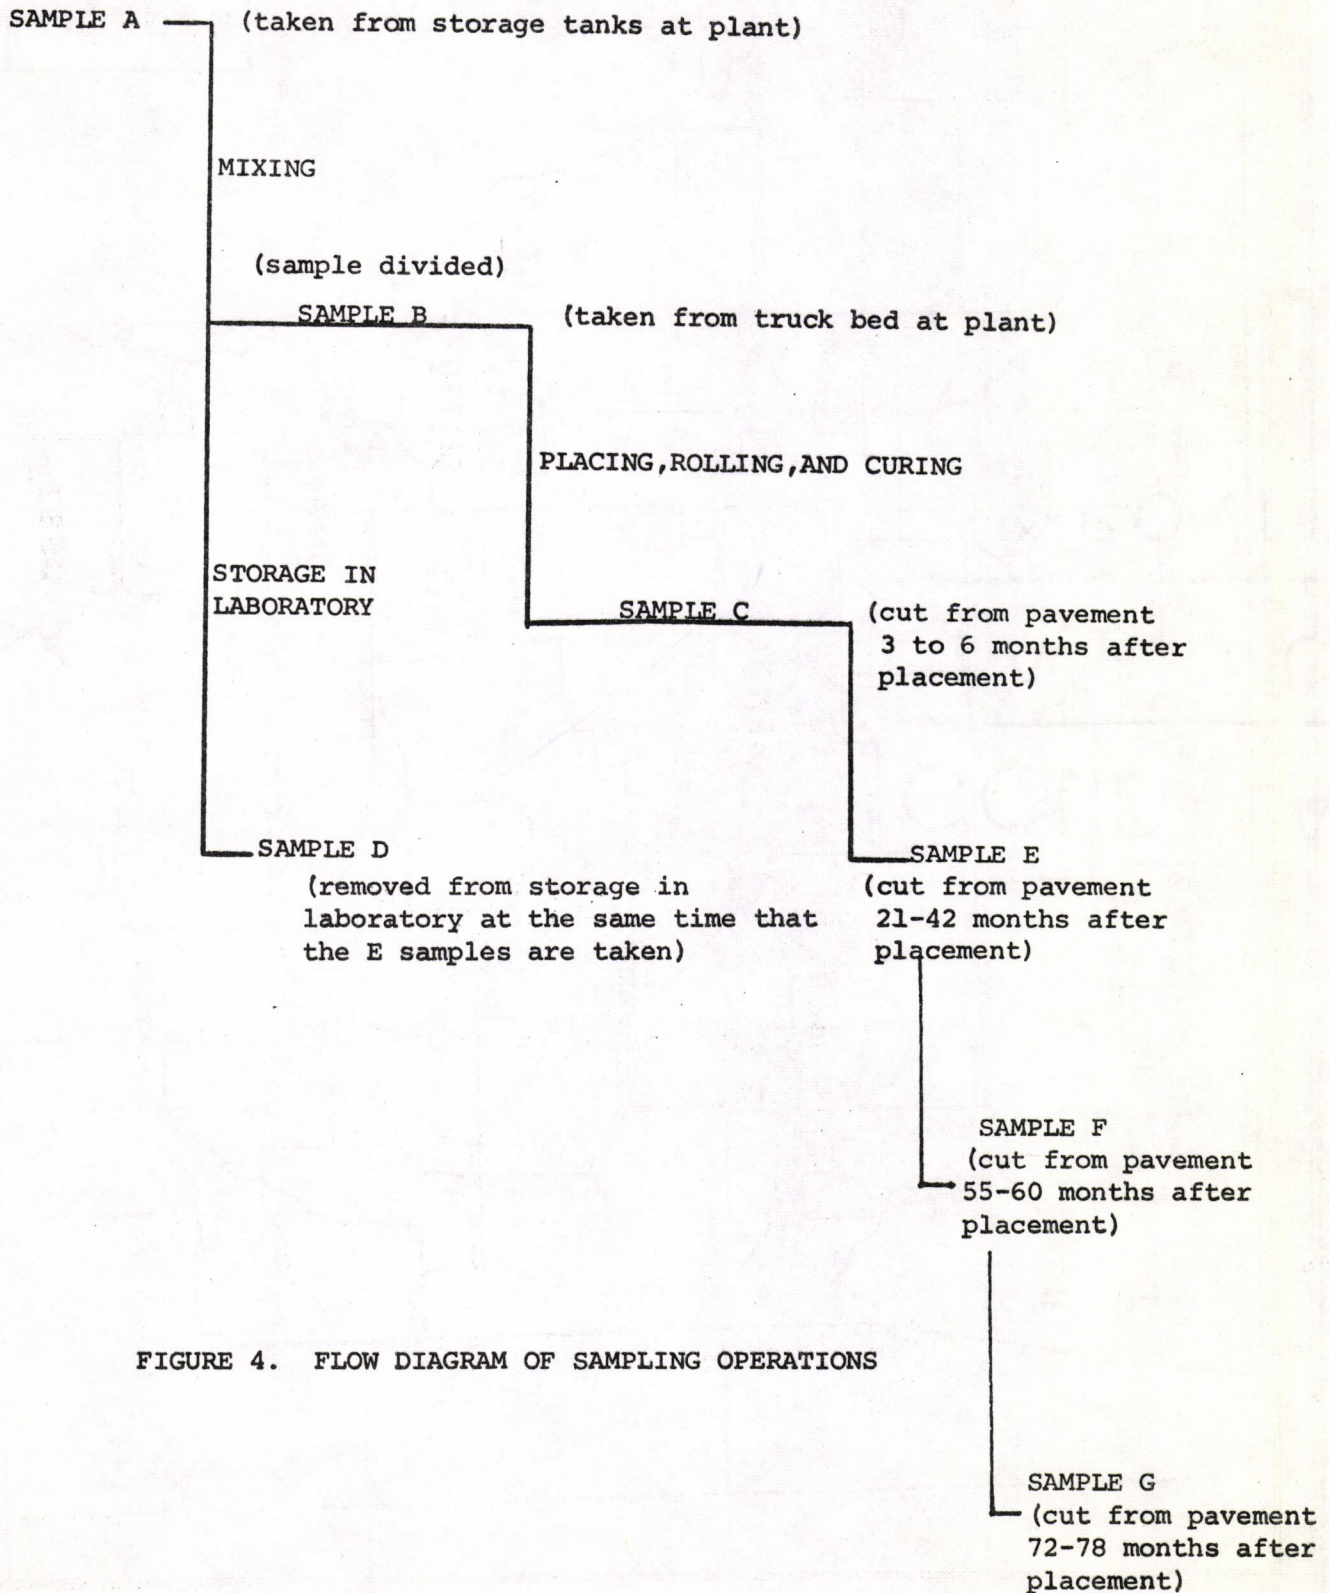 SAMPLE A (taken from storage tanks at plant)
MIXING
(sample divided)
SAMPLE B (taken from truck bed at plant)
PLACING,ROLLING,AND CURING
STORAGE IN
LABORATORY
SAMPLE C
(cut from pavement
3 to 6 months after
placement)
SAMPLE D
(removed from storage in
laboratory at the same time that
the E samples are taken)
SAMPLE E
(cut from pavement
21-42 months after
placement)
SAMPLE F
(cut from pavement
55-60 months after
placement)
FIGURE 4. FLOW DIAGRAM OF SAMPLING OPERATIONS
SAMPLE G
(cut from pavement
72-78 months after
placement)